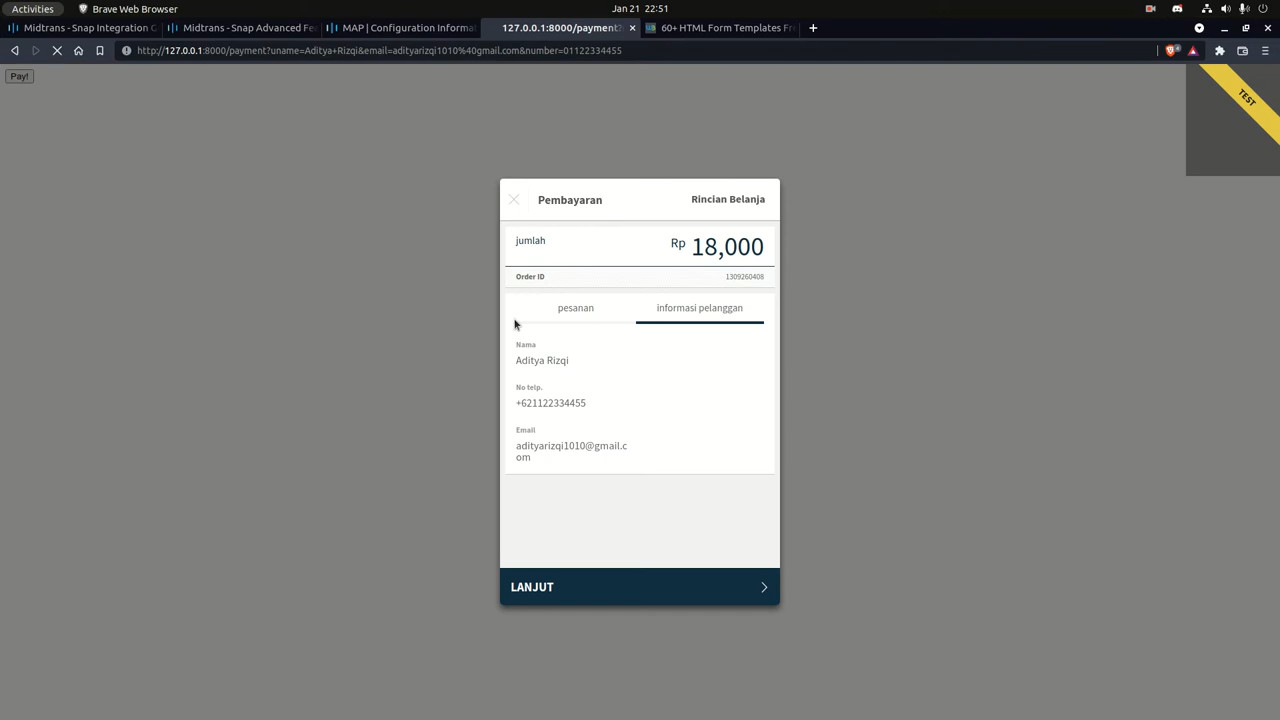 Activities
Brave Web Browser
Jan 21 22:51
Midtrans - Snap Integration G
Midtrans - Snap Advanced Fea
MAP | Configuration Informat
127.0.0.1:8000/payment?
60+ HTML Form Templates Fr
http://127.0.0.1:8000/payment?uname=Aditya+Rizqi&email=adityarizqi1010%40gmail.com&number=01122334455
4
Pay!
TEST
Pembayaran
Rincian Belanja
jumlah
Rp 18,000
Order ID
1309260408
pesanan
informasi pelanggan
Nama
Aditya Rizqi
No telp.
+621122334455
Email
adityarizqi1010@gmail.c
om
LANJUT